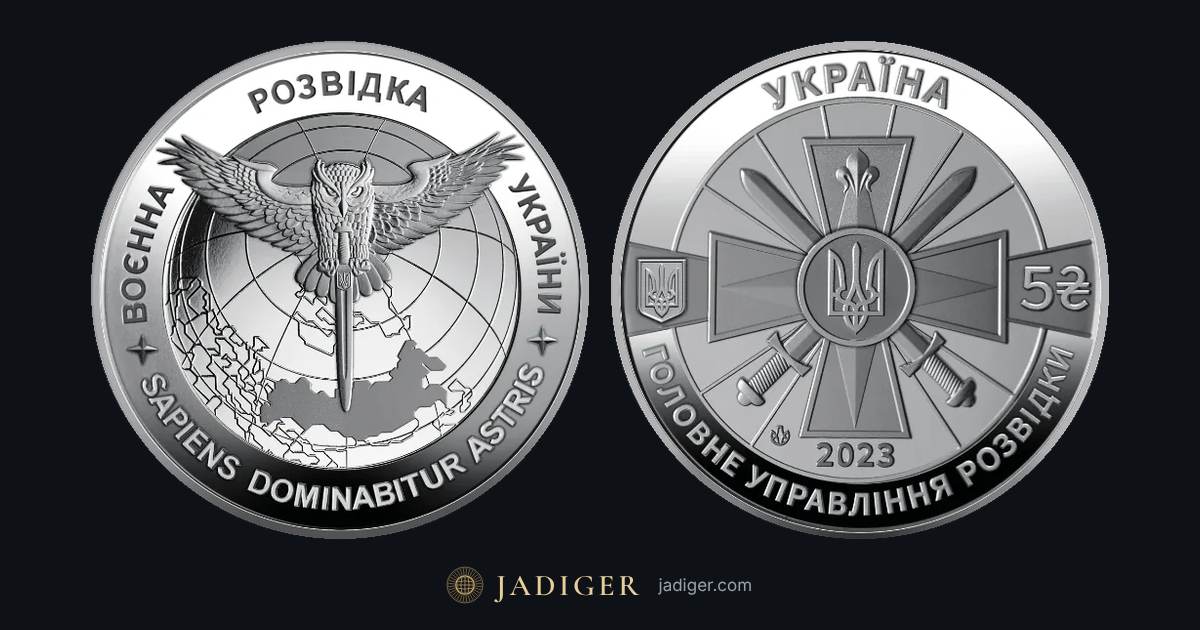 РОЗВІДКА
ВОЄННА
УКРАЇНИ
SAPIENS DOMINABITUR ASTRIS
УКРАЇНА
5₴
2023
ГОЛОВНЕ УПРАВЛІННЯ РОЗВІДКИ
JADIGER jadiger.com